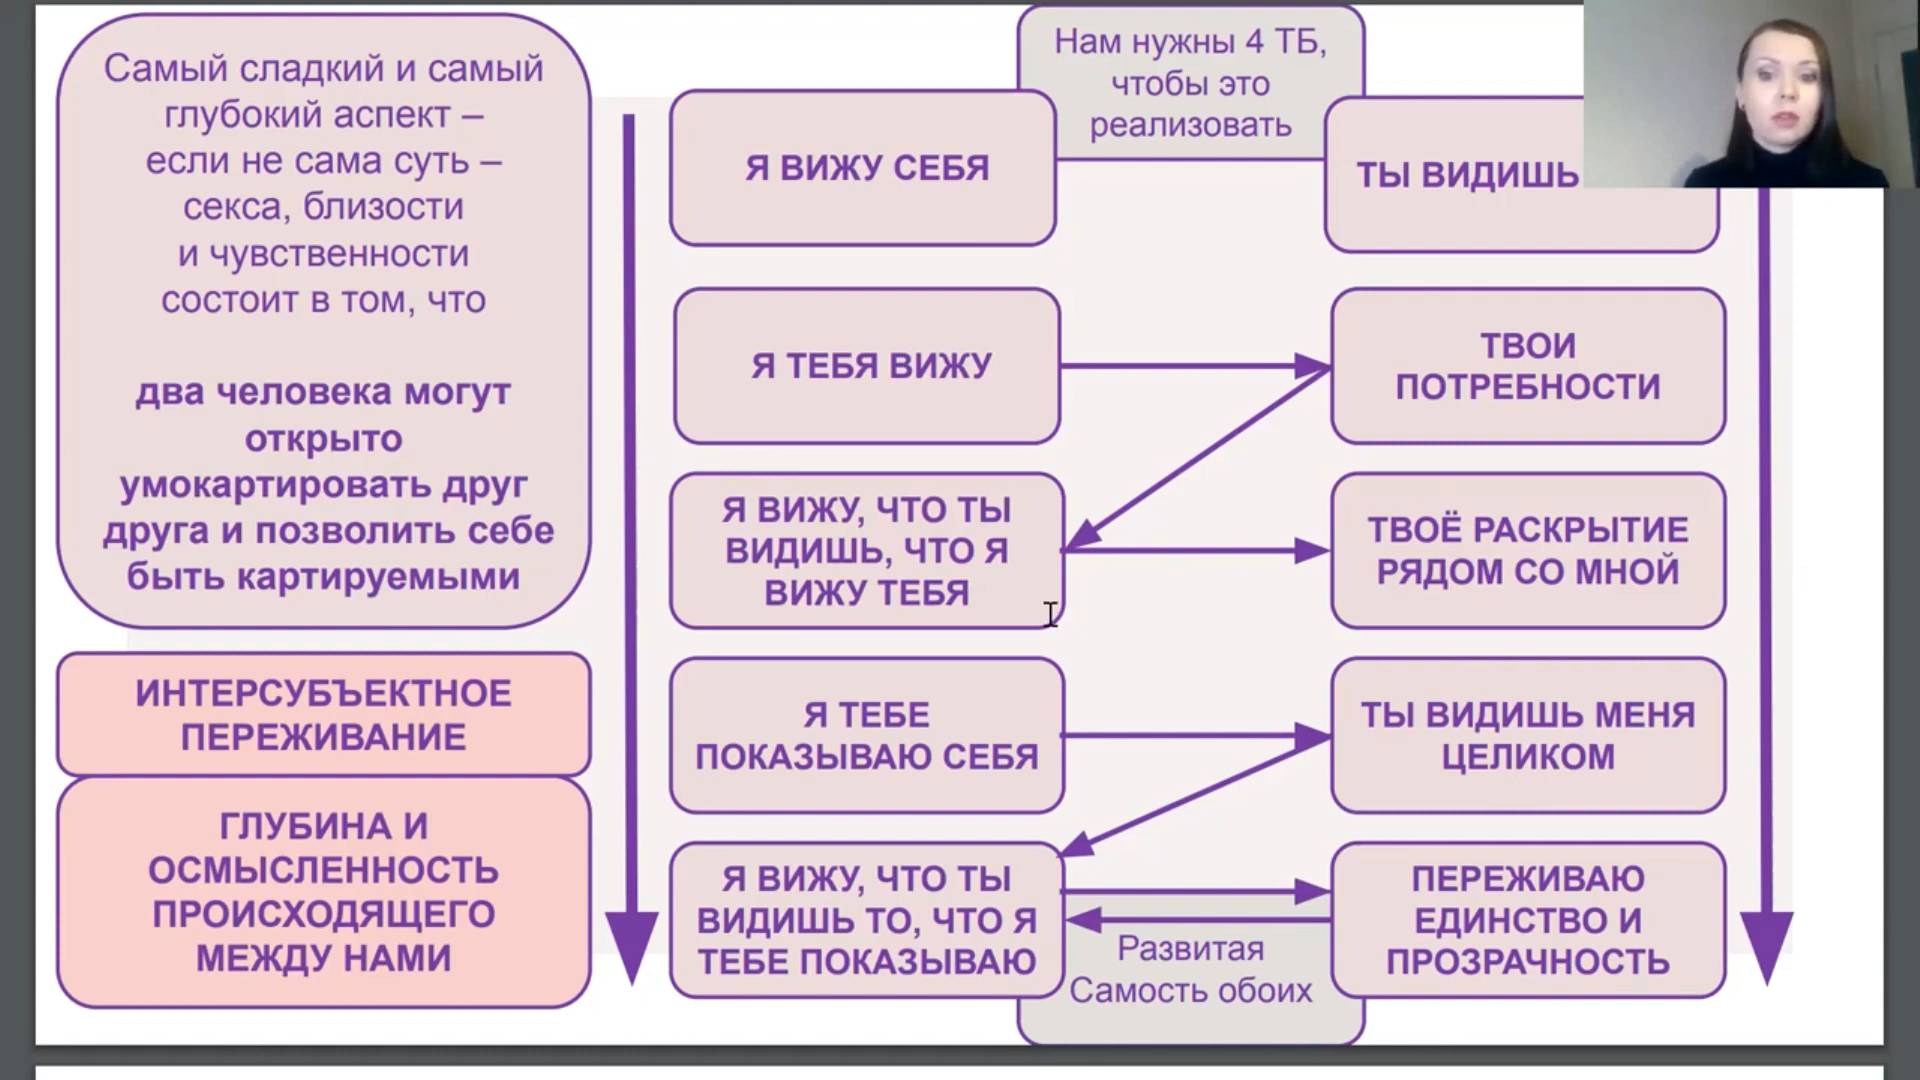 Самый сладкий и самый
глубокий аспект –
если не сама суть –
секса, близости
и чувственности
состоит в том, что
два человека могут
открыто
умокартировать друг
друга и позволить себе
быть картируемыми
ИНТЕРСУБЪЕКТНОЕ
ПЕРЕЖИВАНИЕ
ГЛУБИНА И
ОСМЫСЛЕННОСТЬ
ПРОИСХОДЯЩЕГО
МЕЖДУ НАМИ
Нам нужны 4 ТБ,
чтобы это
реализовать
Я ВИЖУ СЕБЯ
ТЫ ВИДИШЬ
Я ТЕБЯ ВИЖУ
ТВОИ
ПОТРЕБНОСТИ
Я ВИЖУ, ЧТО ТЫ
ВИДИШЬ, ЧТО Я
ВИЖУ ТЕБЯ
ТВОЁ РАСКРЫТИЕ
РЯДОМ СО МНОЙ
Я ТЕБЕ
ПОКАЗЫВАЮ СЕБЯ
ТЫ ВИДИШЬ МЕНЯ
ЦЕЛИКОМ
Я ВИЖУ, ЧТО ТЫ
ВИДИШЬ ТО, ЧТО Я
ТЕБЕ ПОКАЗЫВАЮ
ПЕРЕЖИВАЮ
ЕДИНСТВО И
ПРОЗРАЧНОСТЬ
Развитая
Самость обоих